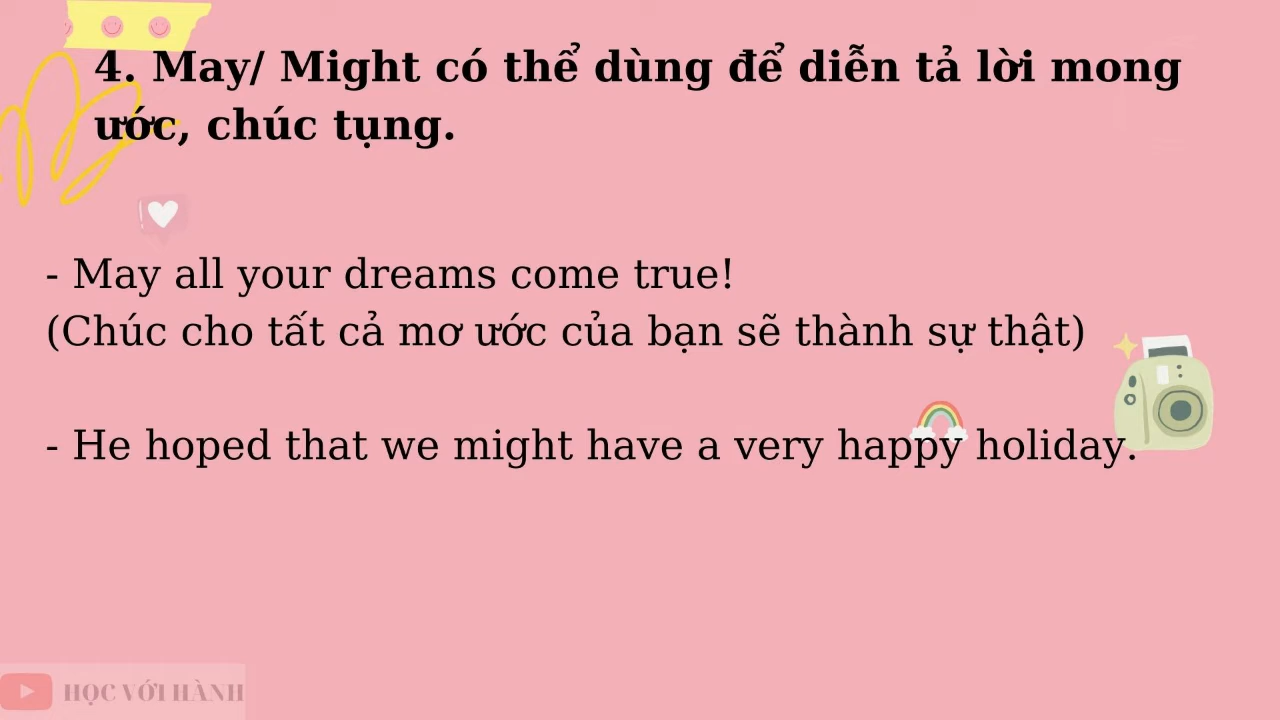 4. May/ Might có thể dùng để diễn tả lời mong
ước, chúc tụng.
- May all your dreams come true!
(Chúc cho tất cả mơ ước của bạn sẽ thành sự thật)
- He hoped that we might have a very happy holiday.
HỌC VỚI HÀNH